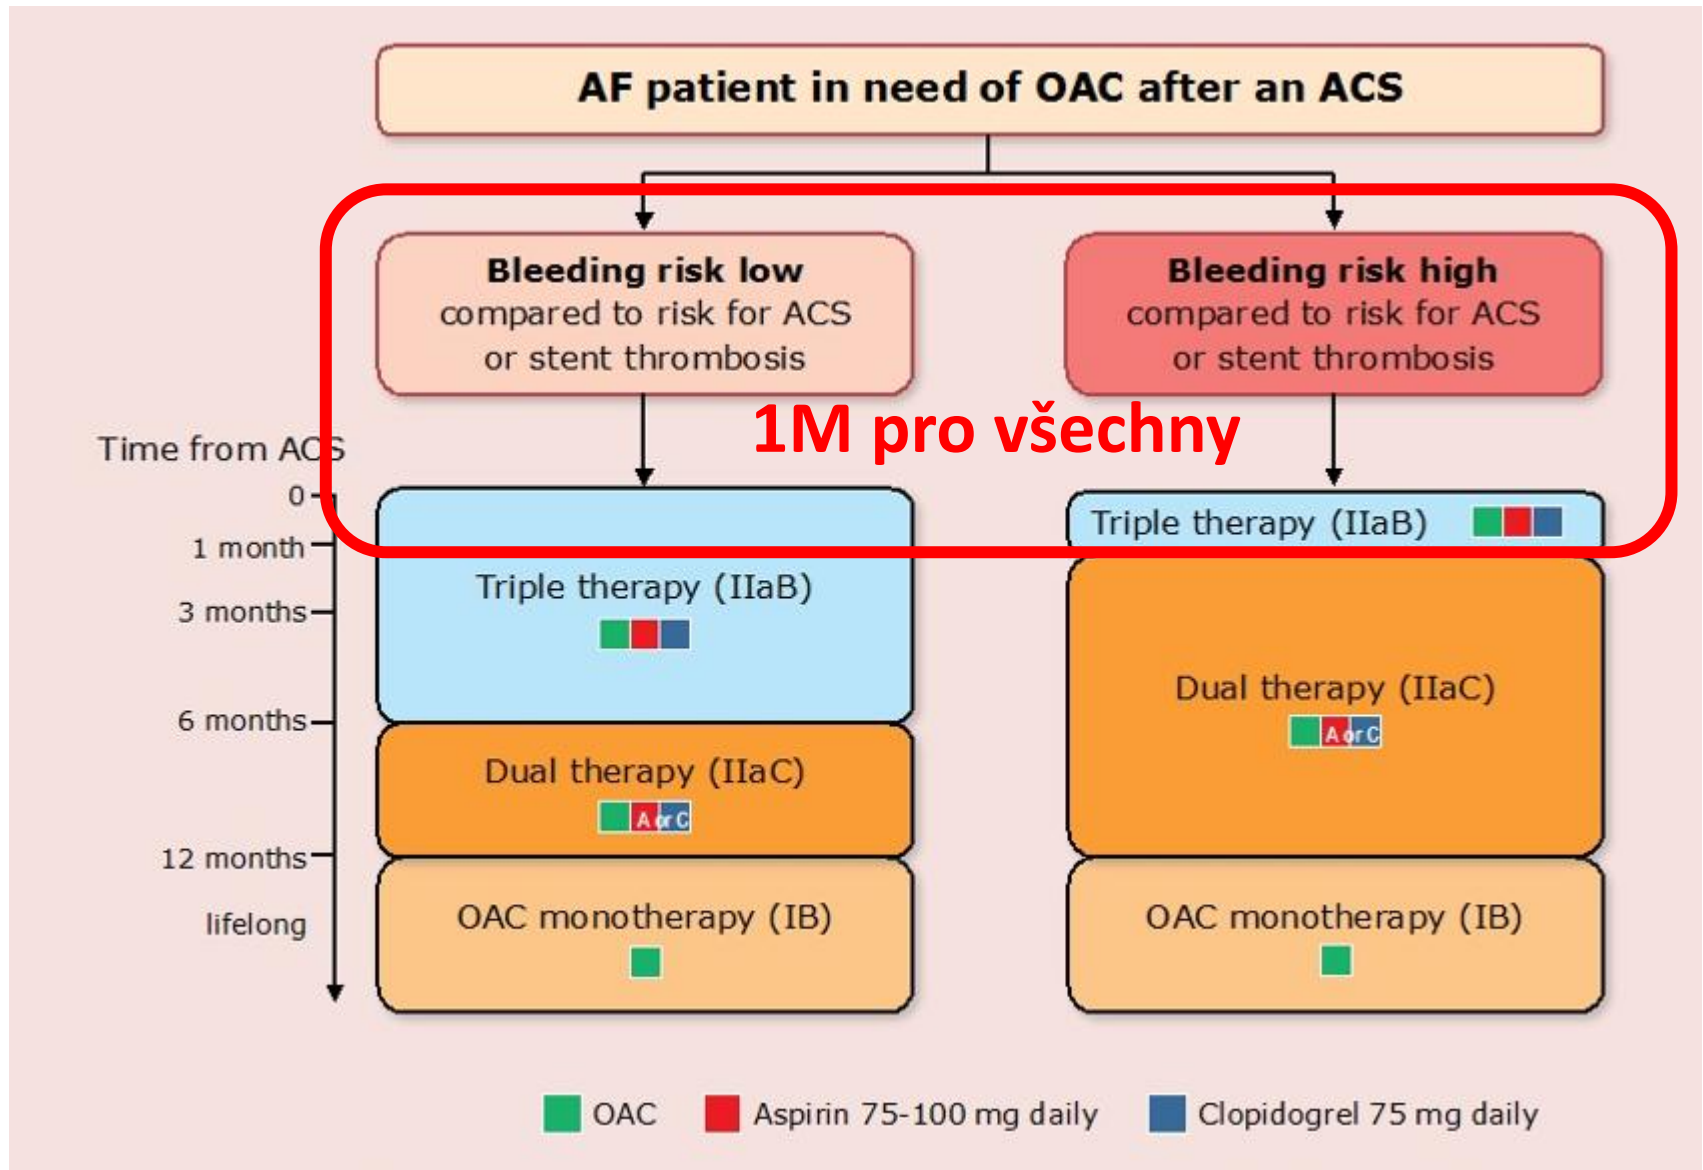 AF patient in need of OAC after an ACS
Bleeding risk low
compared to risk for ACS
or stent thrombosis
Bleeding risk high
compared to risk for ACS
or stent thrombosis
1M pro všechny
Time from ACS
0
1 month
3 months
6 months
12 months
lifelong
Triple therapy (IIaB)
Dual therapy (IIaC)
A or C
OAC monotherapy (IB)
Triple therapy (IIaB)
Dual therapy (IIaC)
A or C
OAC monotherapy (IB)
OAC
Aspirin 75-100 mg daily
Clopidogrel 75 mg daily